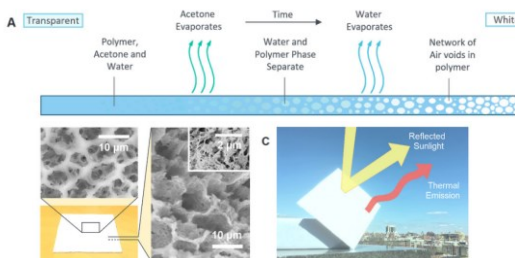 A
Transparent
Acetone
Evaporates
Time
Water
Evaporates
White
Polymer,
Acetone and
Water
Water and
Polymer Phase
Separate
Network of
Air voids in
polymer
10 μm
2 μm
10 μm
C
Reflected
Sunlight
Thermal
Emission